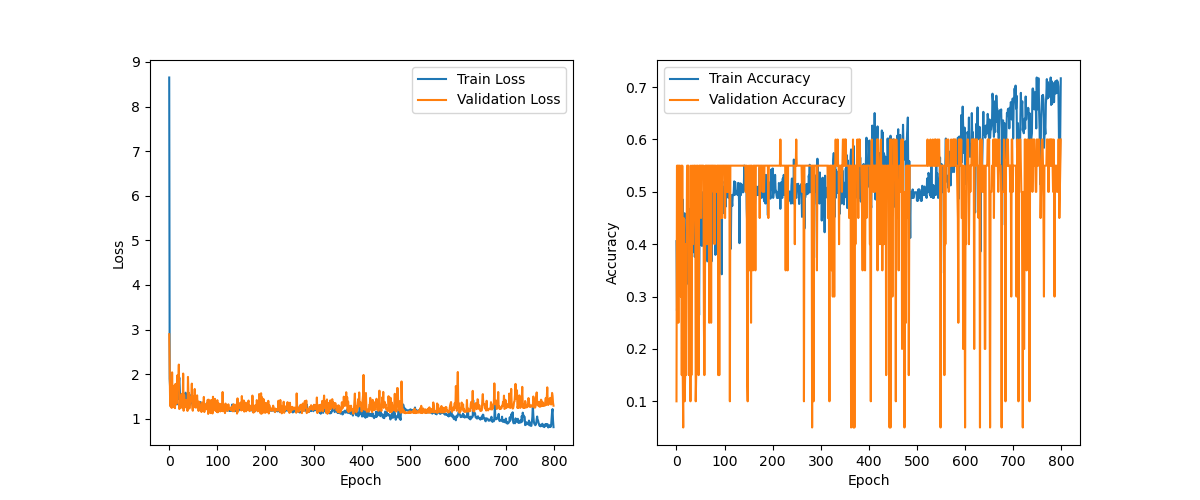 Train Loss
Validation Loss
9
8
7
6
5
4
3
2
1
Loss
0 100 200 300 400 500 600 700 800
Epoch
Train Accuracy
Validation Accuracy
0.7
0.6
0.5
0.4
0.3
0.2
0.1
Accuracy
0 100 200 300 400 500 600 700 800
Epoch